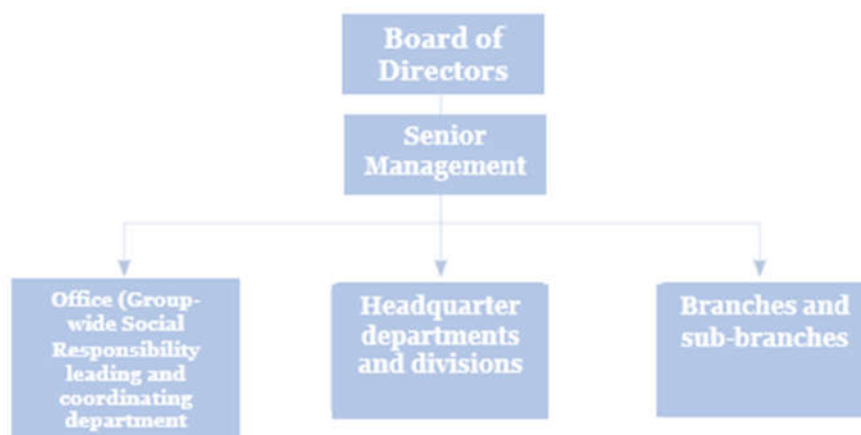 Board of
Directors
Senior
Management
Office (Group-
wide Social
Responsibility
leading and
coordinating
department
Headquarter
departments
and divisions
Branches and
sub-branches